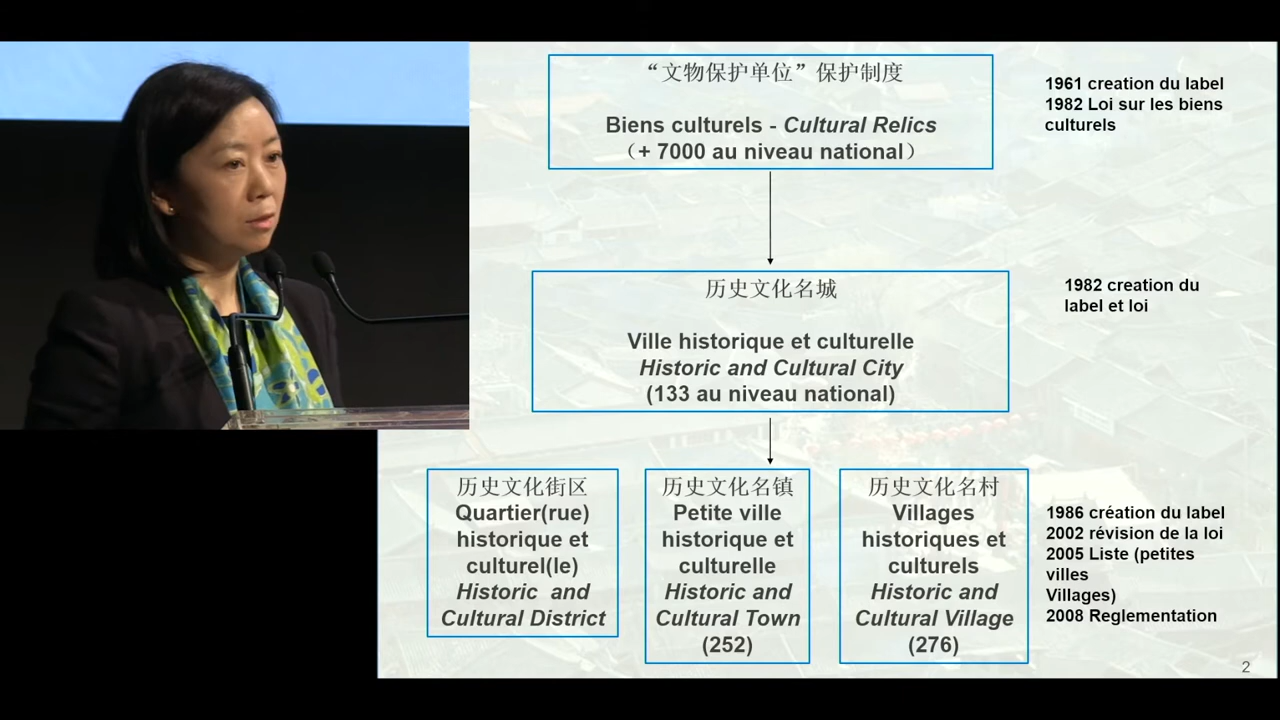 “文物保护单位”保护制度
Biens culturels - Cultural Relics
（+ 7000 au niveau national）
1961 creation du label
1982 Loi sur les biens
culturels
历史文化名城
Ville historique et culturelle
Historic and Cultural City
(133 au niveau national)
1982 creation du
label et loi
历史文化街区
Quartier(rue)
historique et
culturel(le)
Historic and
Cultural District
历史文化名镇
Petite ville
historique et
culturelle
Historic and
Cultural Town
(252)
历史文化名村
Villages
historiques et
culturels
Historic and
Cultural Village
(276)
1986 création du label
2002 révision de la loi
2005 Liste (petites
villes
Villages)
2008 Reglementation
2